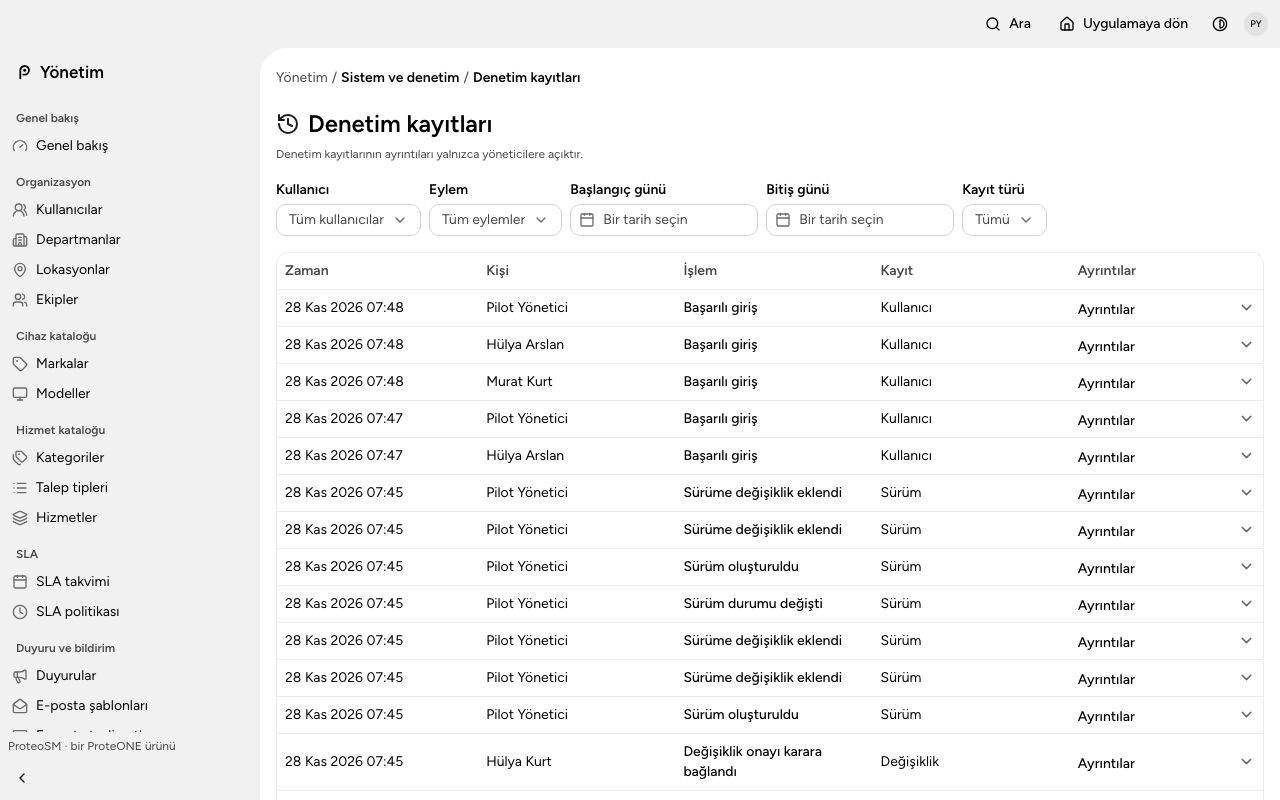 Ara
Uygulamaya dön
PY
Yönetim
Genel bakış
Genel bakış
Organizasyon
Kullanıcılar
Departmanlar
Lokasyonlar
Ekipler
Cihaz kataloğu
Markalar
Modeller
Hizmet kataloğu
Kategoriler
Talep tipleri
Hizmetler
SLA
SLA takvimi
SLA politikası
Duyuru ve bildirim
Duyurular
E-posta şablonları
ProteoSM · bir ProteONE ürünü
Yönetim / Sistem ve denetim / Denetim kayıtları
Denetim kayıtları
Denetim kayıtlarının ayrıntıları yalnızca yöneticilere açıktır.
Kullanıcı Eylem Başlangıç günü Bitiş günü Kayıt türü
Tüm kullanıcılar Tüm eylemler Bir tarih seçin Bir tarih seçin Tümü
Zaman Kişi İşlem Kayıt Ayrıntılar
28 Kas 2026 07:48 Pilot Yönetici Başarılı giriş Kullanıcı Ayrıntılar
28 Kas 2026 07:48 Hülya Arslan Başarılı giriş Kullanıcı Ayrıntılar
28 Kas 2026 07:48 Murat Kurt Başarılı giriş Kullanıcı Ayrıntılar
28 Kas 2026 07:47 Pilot Yönetici Başarılı giriş Kullanıcı Ayrıntılar
28 Kas 2026 07:47 Hülya Arslan Başarılı giriş Kullanıcı Ayrıntılar
28 Kas 2026 07:45 Pilot Yönetici Sürüme değişiklik eklendi Sürüm Ayrıntılar
28 Kas 2026 07:45 Pilot Yönetici Sürüme değişiklik eklendi Sürüm Ayrıntılar
28 Kas 2026 07:45 Pilot Yönetici Sürüm oluşturuldu Sürüm Ayrıntılar
28 Kas 2026 07:45 Pilot Yönetici Sürüm durumu değişti Sürüm Ayrıntılar
28 Kas 2026 07:45 Pilot Yönetici Sürüme değişiklik eklendi Sürüm Ayrıntılar
28 Kas 2026 07:45 Pilot Yönetici Sürüme değişiklik eklendi Sürüm Ayrıntılar
28 Kas 2026 07:45 Pilot Yönetici Sürüm oluşturuldu Sürüm Ayrıntılar
28 Kas 2026 07:45 Hülya Kurt Değişiklik onayı karara bağlandı Değişiklik Ayrıntılar